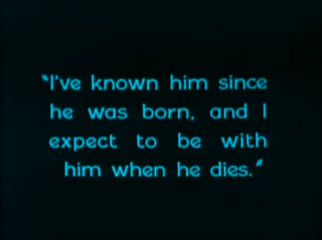 "I've known him since
he was born, and I
expect to be with
him when he dies."